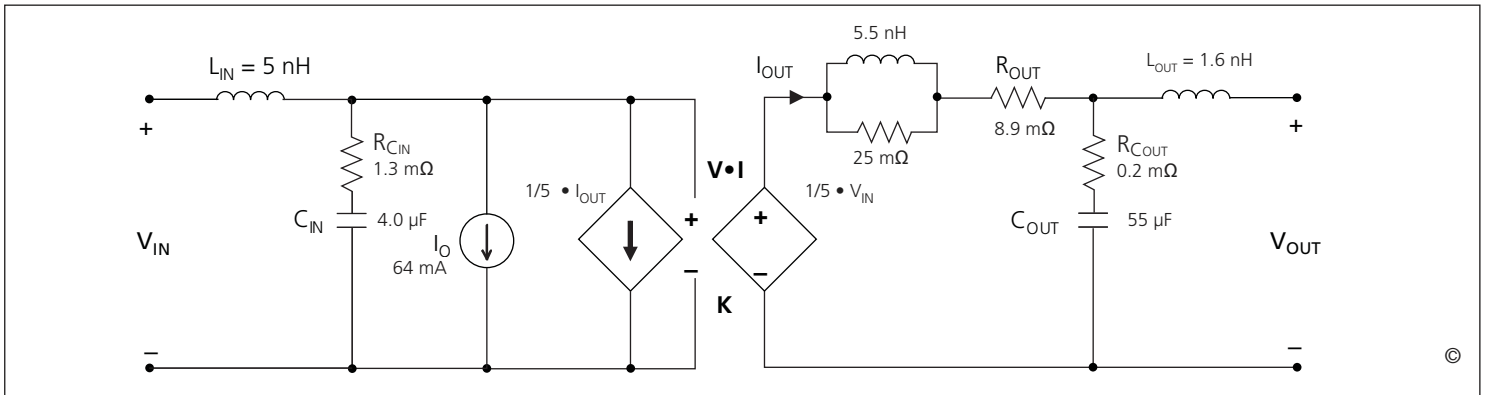 L_IN = 5 nH
+
V_IN
–
R_CIN
1.3 mΩ
C_IN
4.0 µF
I_O
64 mA
1/5 • I_OUT
+
–
V•I
K
1/5 • V_IN
+
–
I_OUT
5.5 nH
25 mΩ
R_OUT
8.9 mΩ
L_OUT = 1.6 nH
R_COUT
0.2 mΩ
C_OUT
55 µF
+
V_OUT
–
©